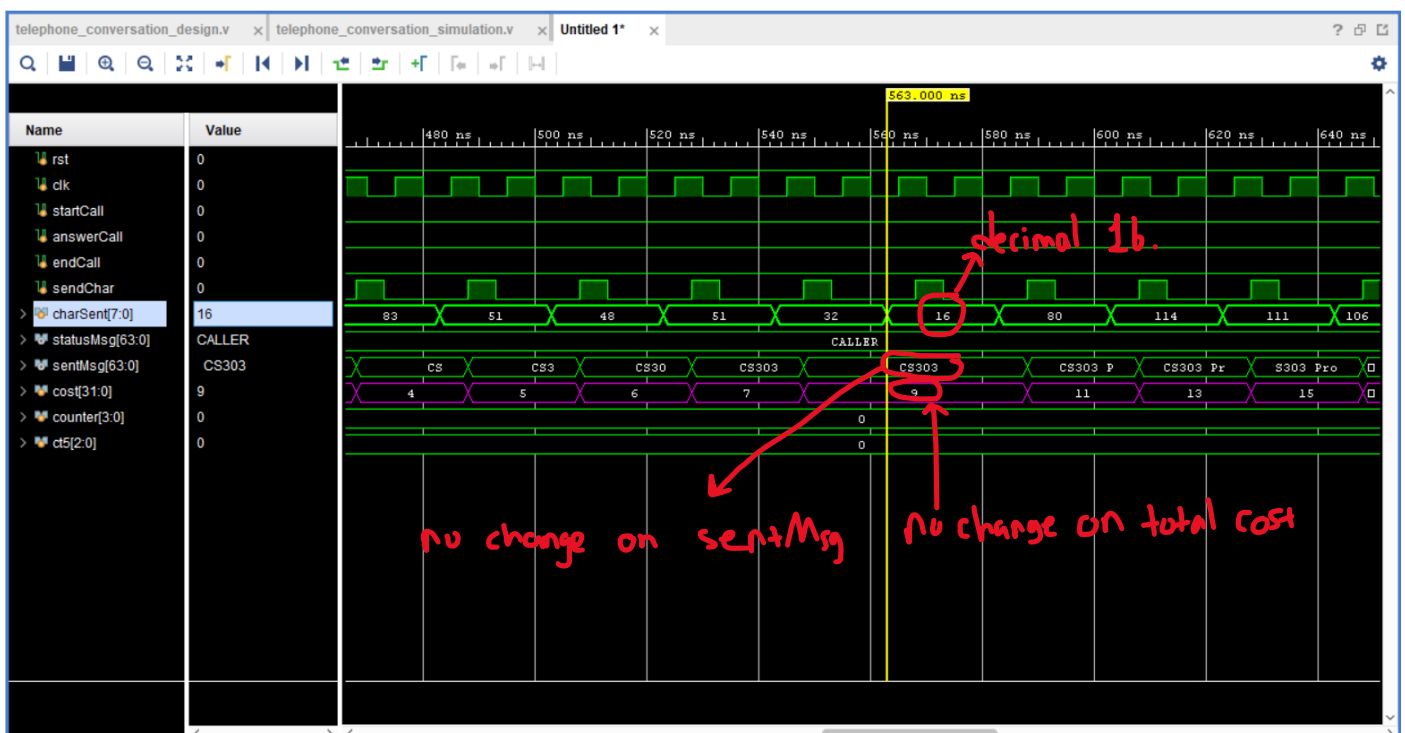 telephone_conversation_design.v × telephone_conversation_simulation.v × Untitled 1* ×
563.000 ns
Name Value
480 ns 500 ns 520 ns 540 ns 560 ns 580 ns 600 ns 620 ns 640 ns
rst 0
clk 0
startCall 0
answerCall 0
decimal 16.
endCall 0
sendChar 0
charSent[7:0] 16 83 51 48 51 32 16 80 114 111 106
statusMsg[63:0] CALLER CALLER
sentMsg[63:0] CS303 CS CS3 CS30 CS303 CS303 CS303 P CS303 Pr S303 Pro
cost[31:0] 9 4 5 6 7 9 11 13 15
counter[3:0] 0 0
ct5[2:0] 0 0
no change on sentMsg no change on total cost